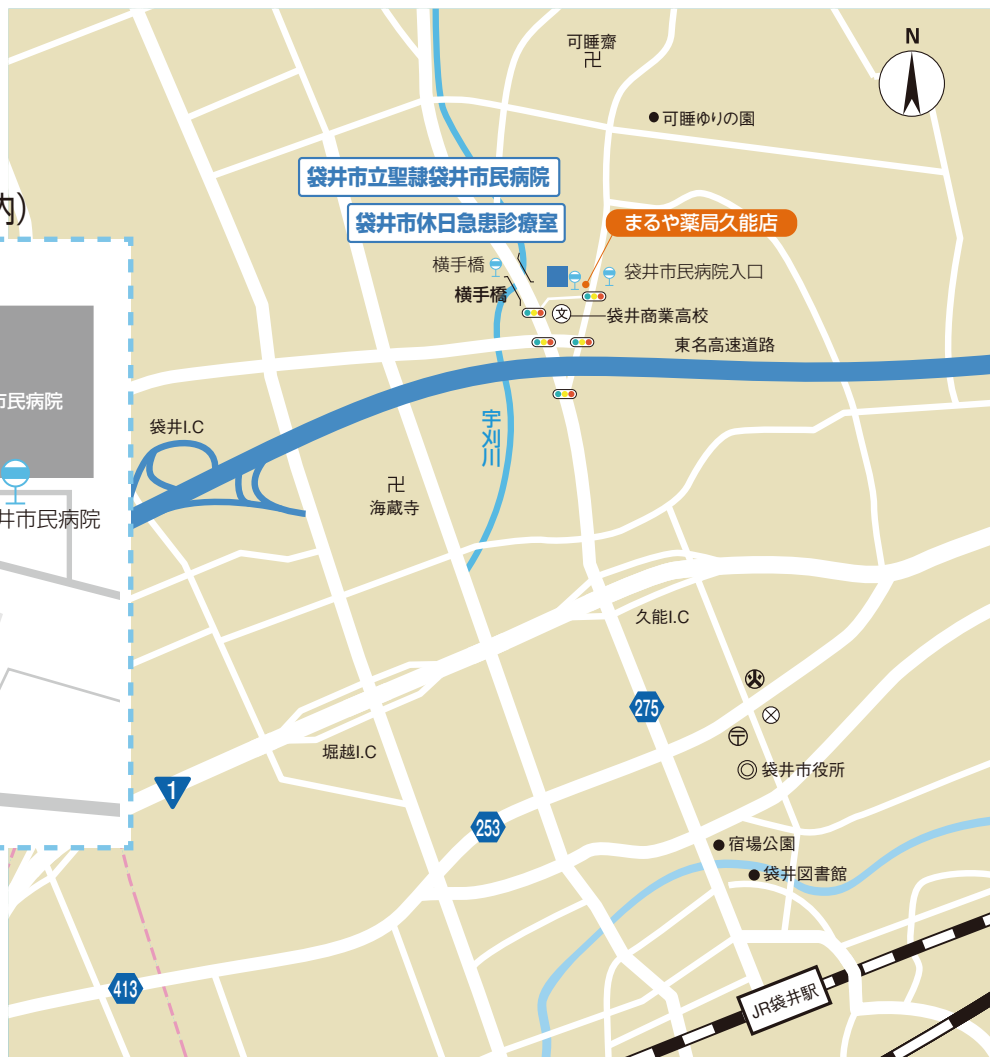 可睡齋
卍
N
可睡ゆりの園
袋井市立聖隷袋井市民病院
内)
袋井市休日急患診療室
まるや薬局久能店
横手橋
袋井市民病院入口
横手橋
文
袋井商業高校
東名高速道路
市民病院
袋井I.C
宇刈川
卍
海蔵寺
井市民病院
久能I.C
275
〒
堀越I.C
袋井市役所
1
253
宿場公園
袋井図書館
413
JR袋井駅